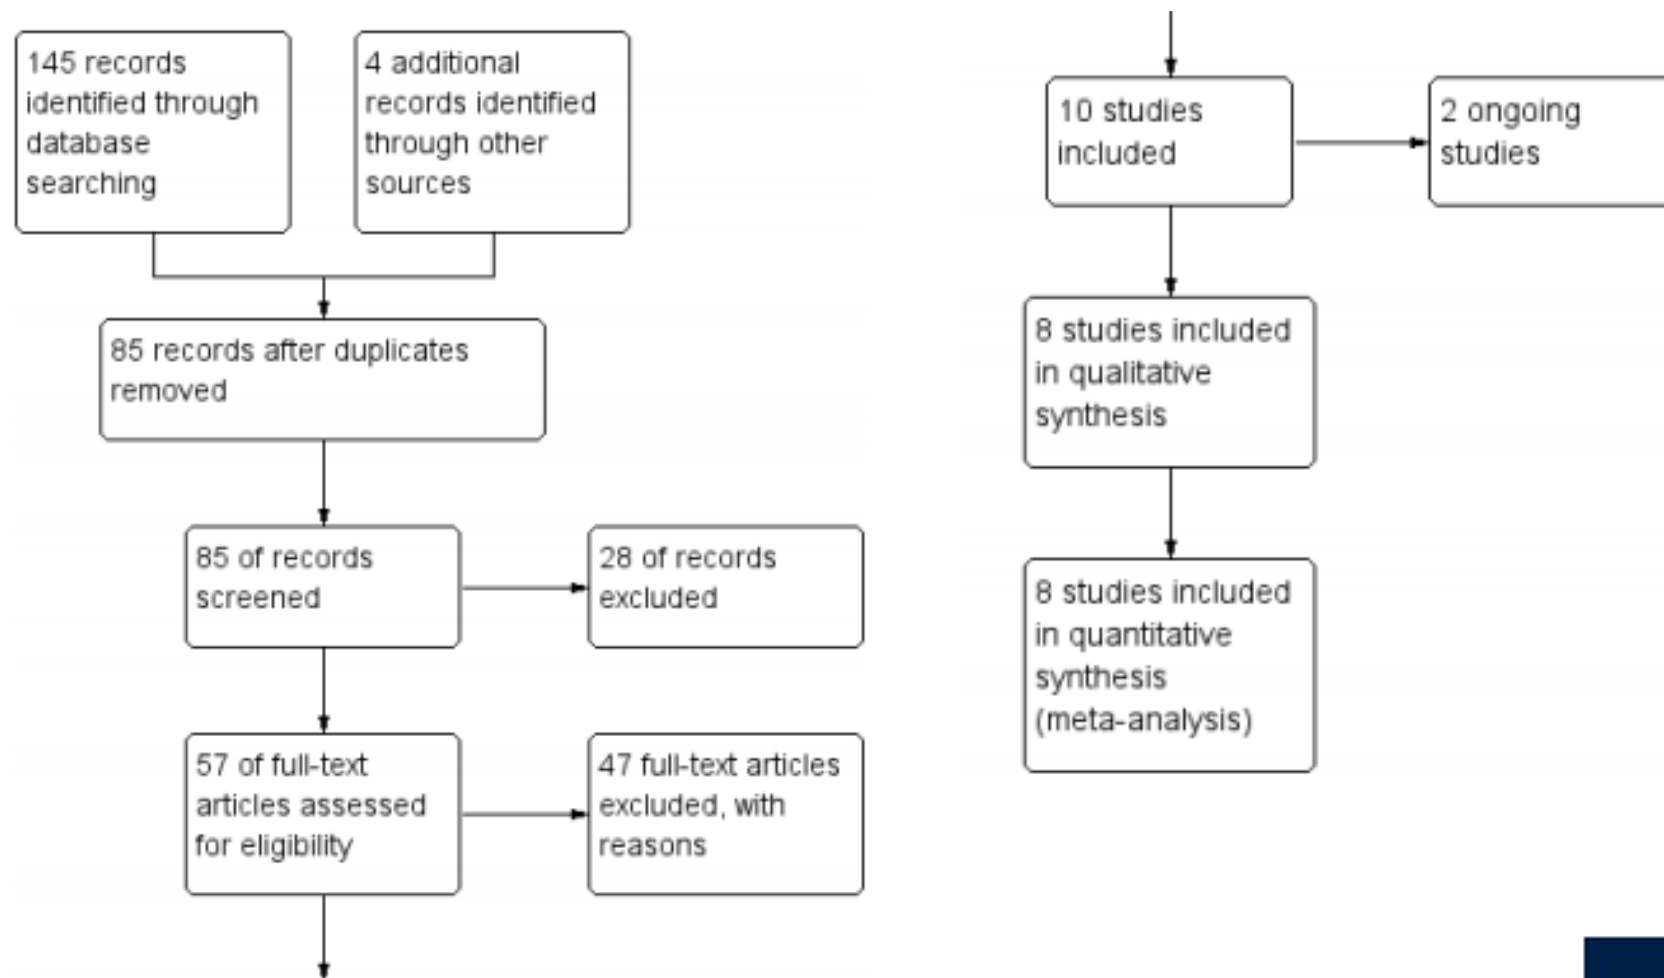 145 records
identified through
database
searching
4 additional
records identified
through other
sources
85 records after duplicates
removed
85 of records
screened
28 of records
excluded
57 of full-text
articles assessed
for eligibility
47 full-text articles
excluded, with
reasons
10 studies
included
2 ongoing
studies
8 studies included
in qualitative
synthesis
8 studies included
in quantitative
synthesis
(meta-analysis)